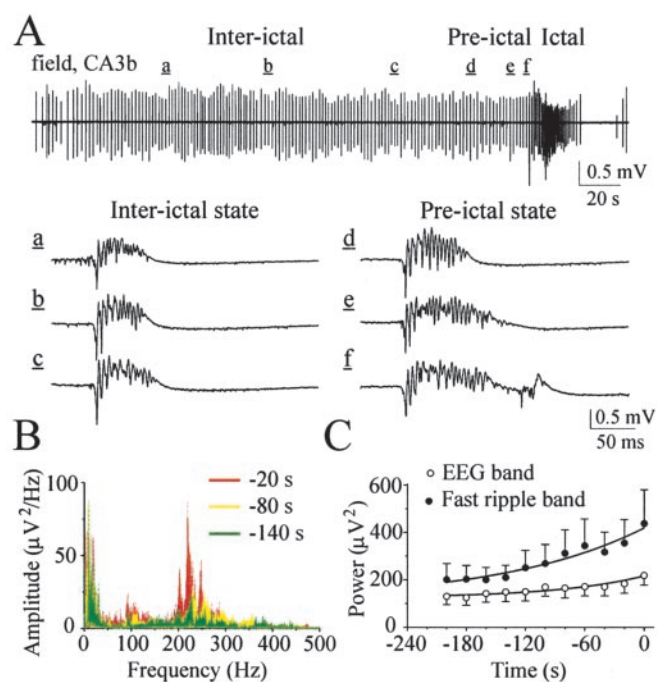 A
Inter-ictal Pre-ictal Ictal
field, CA3b a b c d e f
0.5 mV
20 s
Inter-ictal state Pre-ictal state
a d
b e
c f
0.5 mV
50 ms
B C
Amplitude (µV²/Hz)
100
50
0
-20 s
-80 s
-140 s
0 100 200 300 400 500
Frequency (Hz)
EEG band
Fast ripple band
Power (µV²)
600
400
200
0
-240 -180 -120 -60 0
Time (s)